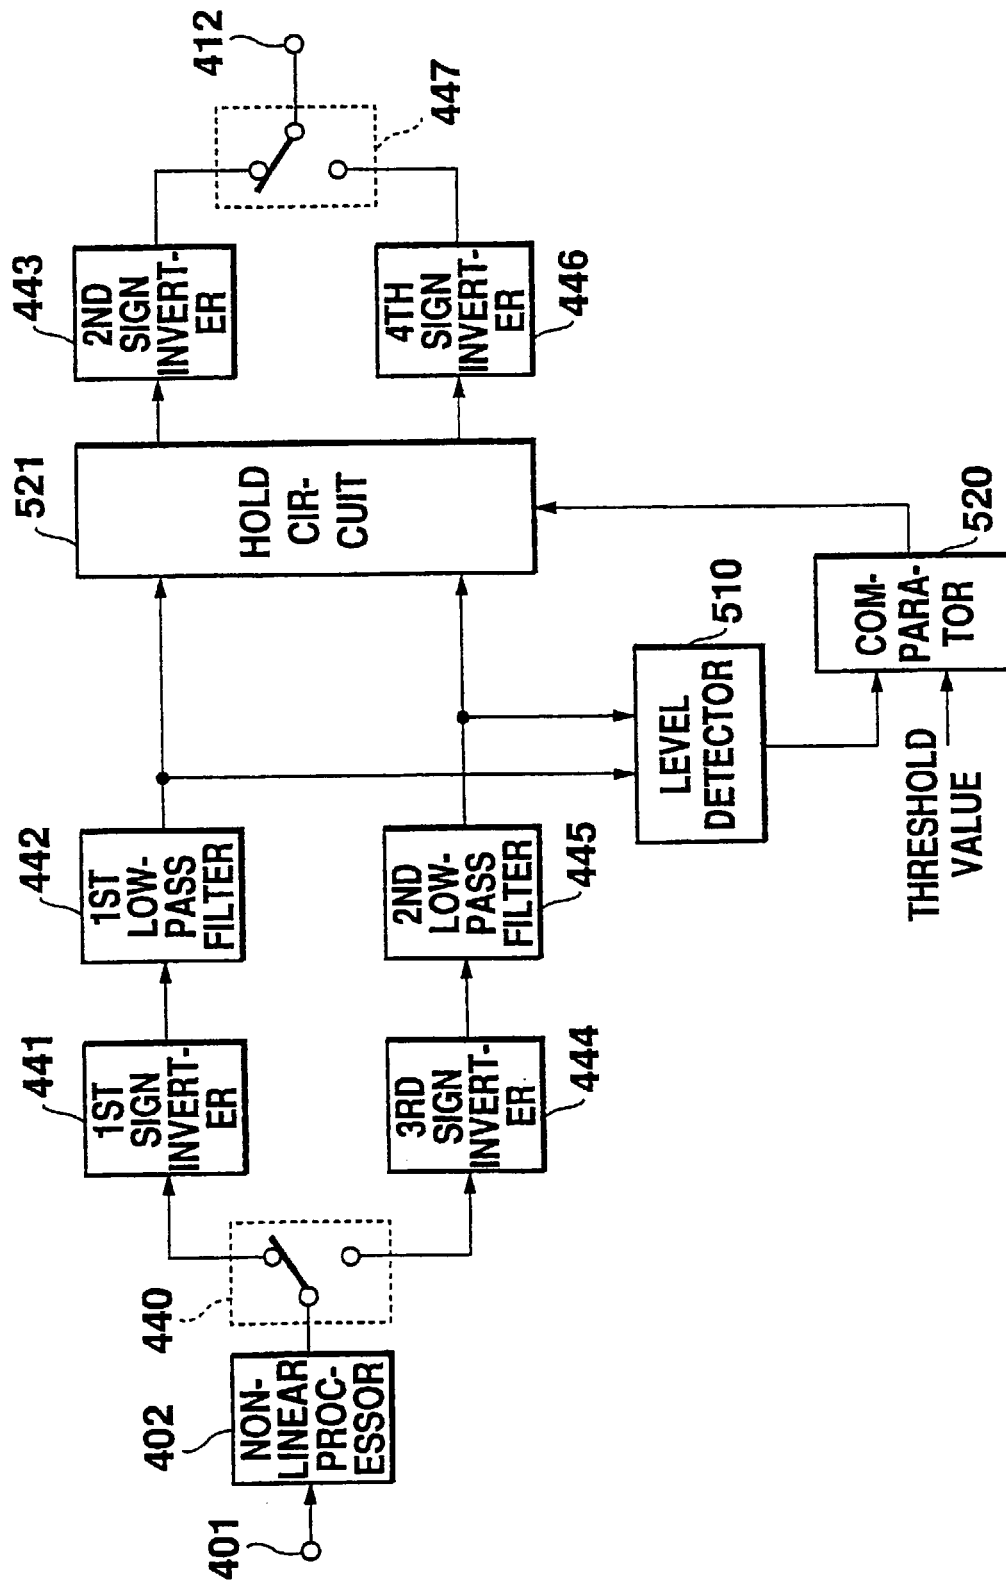 401
402
NON-
LINEAR
PROC-
ESSOR
440
441
1ST
SIGN
INVERT-
ER
442
1ST
LOW-
PASS
FILTER
444
3RD
SIGN
INVERT-
ER
445
2ND
LOW-
PASS
FILTER
521
HOLD
CIR-
CUIT
510
LEVEL
DETECTOR
THRESHOLD
VALUE
520
COM-
PARA-
TOR
443
2ND
SIGN
INVERT-
ER
446
4TH
SIGN
INVERT-
ER
447
412